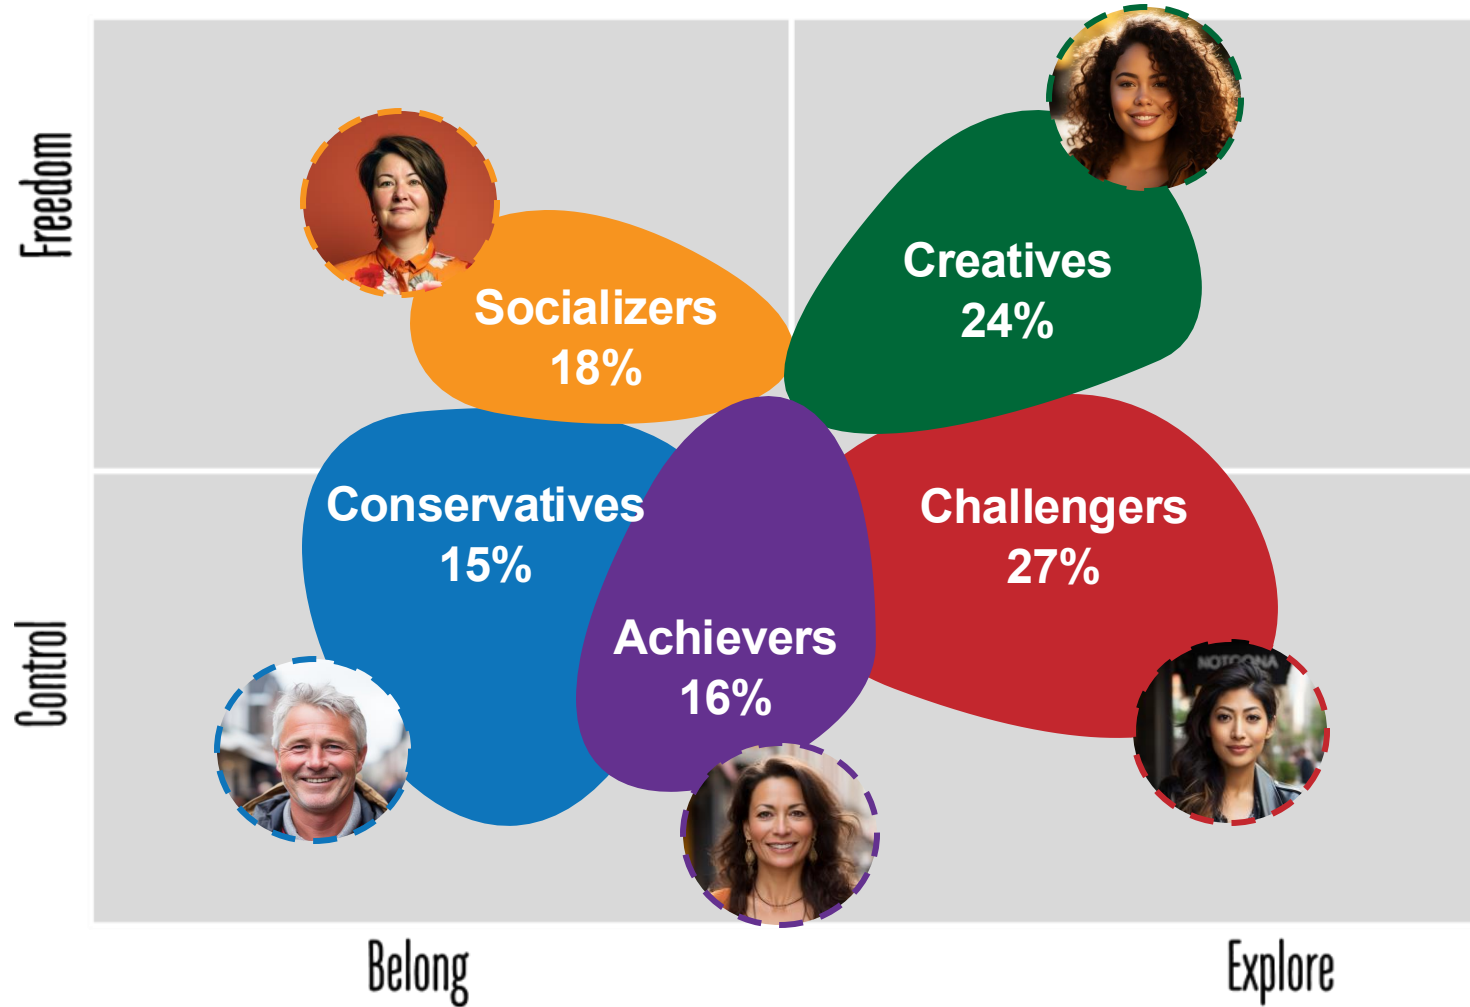 Freedom
Creatives
24%
Socializers
18%
Conservatives
15%
Challengers
27%
Achievers
16%
Control
Belong
Explore